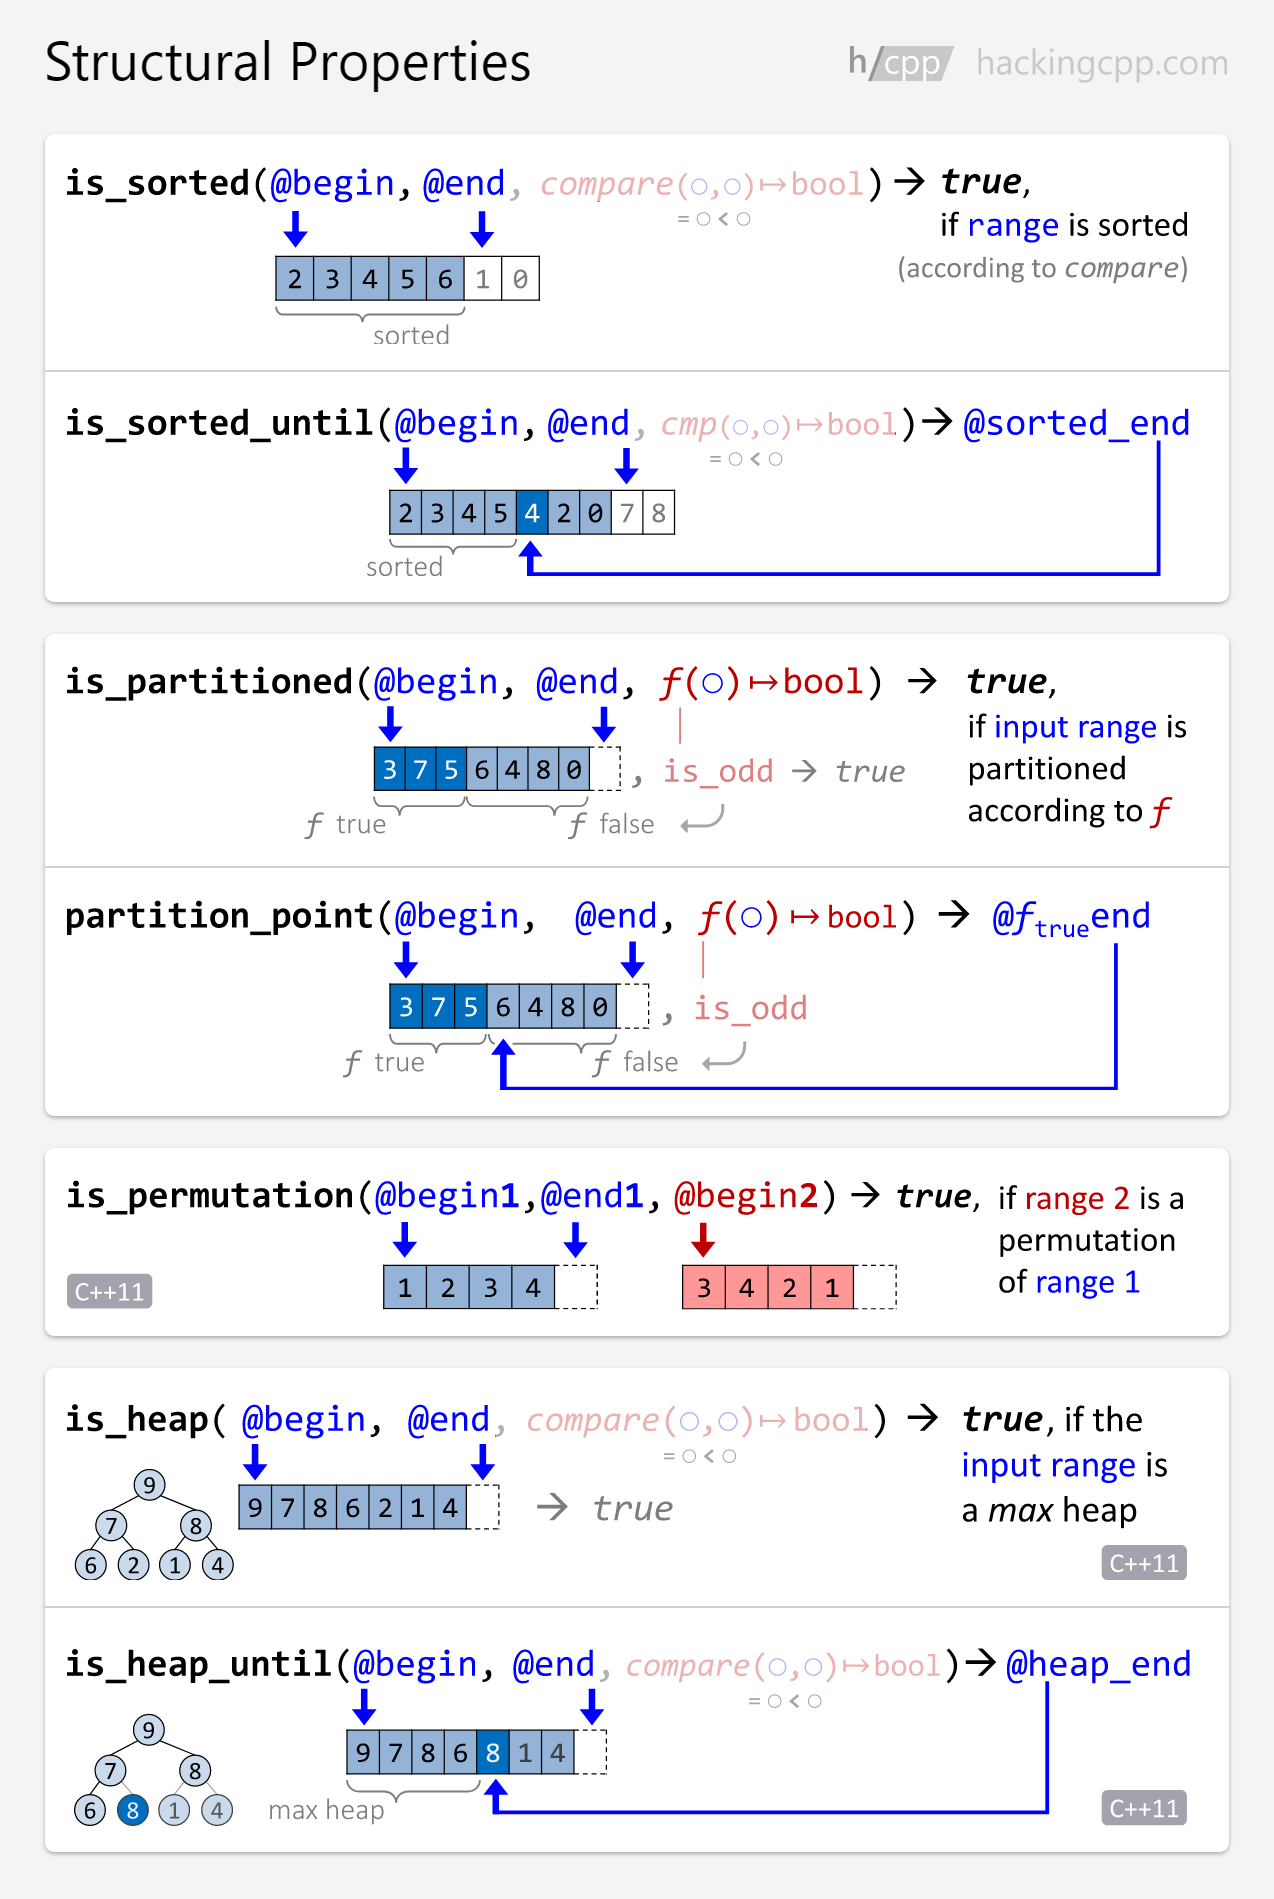 Structural Properties
h/cpp hackingcpp.com
is_sorted(@begin, @end, compare(○,○)↦bool) → true,
=○<○
if range is sorted
(according to compare)
2 3 4 5 6 1 0
sorted
is_sorted_until(@begin, @end, cmp(○,○)↦bool)→ @sorted_end
=○<○
2 3 4 5 4 2 0 7 8
sorted
is_partitioned(@begin, @end, f(○)↦bool) → true,
if input range is
partitioned
according to f
3 7 5 6 4 8 0 , is_odd → true
f true f false
partition_point(@begin, @end, f(○)↦bool) → @f true end
3 7 5 6 4 8 0 , is_odd
f true f false
is_permutation(@begin1,@end1, @begin2) → true, if range 2 is a
permutation
of range 1
C++11
1 2 3 4 3 4 2 1
is_heap( @begin, @end, compare(○,○)↦bool) → true, if the
=○<○
input range is
a max heap
9
7 8
6 2 1 4
9 7 8 6 2 1 4 → true
C++11
is_heap_until(@begin, @end, compare(○,○)↦bool)→ @heap_end
=○<○
9
7 8
6 8 1 4
9 7 8 6 8 1 4
max heap
C++11